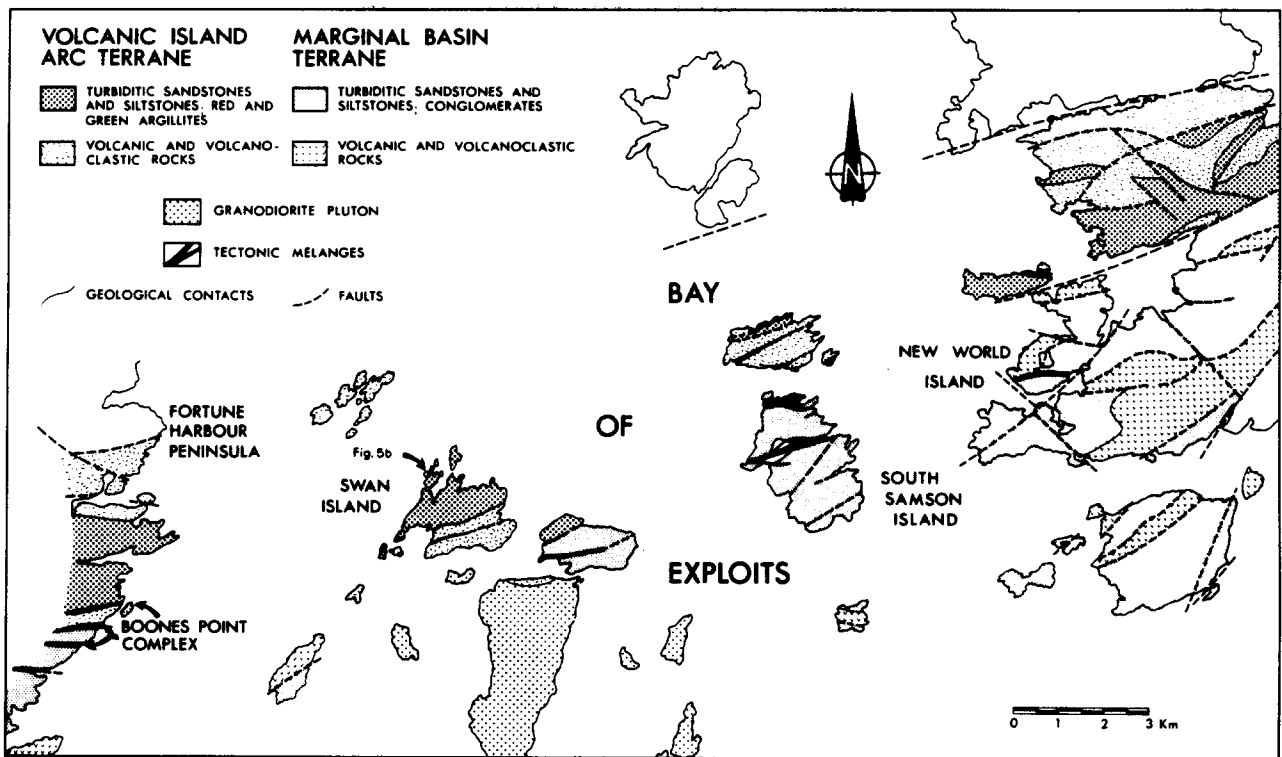 VOLCANIC ISLAND
ARC TERRANE
TURBIDITIC SANDSTONES
AND SILTSTONES; RED AND
GREEN ARGILLITES
VOLCANIC AND VOLCANO-
CLASTIC ROCKS
MARGINAL BASIN
TERRANE
TURBIDITIC SANDSTONES AND
SILTSTONES; CONGLOMERATES
VOLCANIC AND VOLCANOCLASTIC
ROCKS
GRANODIORITE PLUTON
TECTONIC MÉLANGES
GEOLOGICAL CONTACTS
FAULTS
N
BAY
OF
EXPLOITS
NEW WORLD
ISLAND
FORTUNE
HARBOUR
PENINSULA
Fig. 5b
SWAN
ISLAND
SOUTH
SAMSON
ISLAND
BOONES POINT
COMPLEX
0 1 2 3 Km